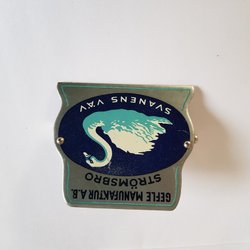 GEFLE MANUFAKTUR A.B.
STRÖMSBRO
SVANENS VÄV